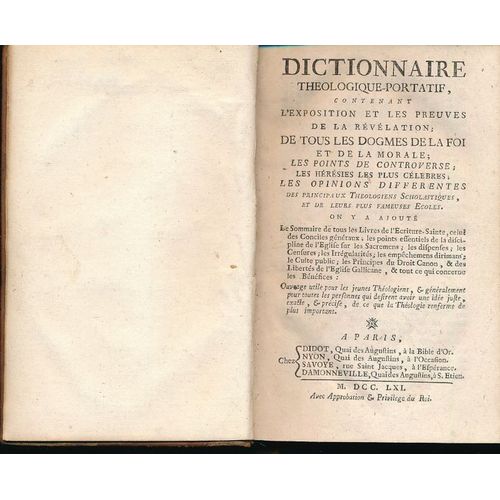 DICTIONNAIRE
THEOLOGIQUE-PORTATIF,
CONTENANT
L'EXPOSITION ET LES PREUVES
DE LA RÉVÉLATION;
DE TOUS LES DOGMES DE LA FOI
ET DE LA MORALE;
LES POINTS DE CONTROVERSE;
LES HÉRÉSIES LES PLUS CÉLEBRES;
LES OPINIONS DIFFERENTES
DES PRINCIPAUX THEOLOGIENS SCHOLASTIQUES,
ET DE LEURS PLUS FAMEUSES ECOLES.
ON Y A AJOUTÉ
Le Sommaire de tous les Livres de l'Ecriture-Sainte, celui
des Conciles généraux; les points essentiels de la disci-
pline de l'Eglise sur les Sacremens; les dispenses; les
Censures; les Irrégularités; les empêchemens dirimans;
le Culte public; les Principes du Droit Canon, & des
Libertés de l'Eglise Gallicane, & tout ce qui concerne
les Bénéfices:
Ouvrage utile pour les jeunes Théologiens, & généralement
pour toutes les personnes qui desirent avoir une idée juste,
exacte, & précise, de ce que la Théologie renferme de
plus important.
A PARIS,
Chez
DIDOT, Quai des Augustins, à la Bible d'Or.
NYON, Quai des Augustins, à l'Occasion.
SAVOYE, rue Saint Jacques, à l'Espérance.
DAMONNEVILLE, Quai des Augustins, à S. Etien.
M. DCC. LXI.
Avec Approbation & Privilege du Roi.